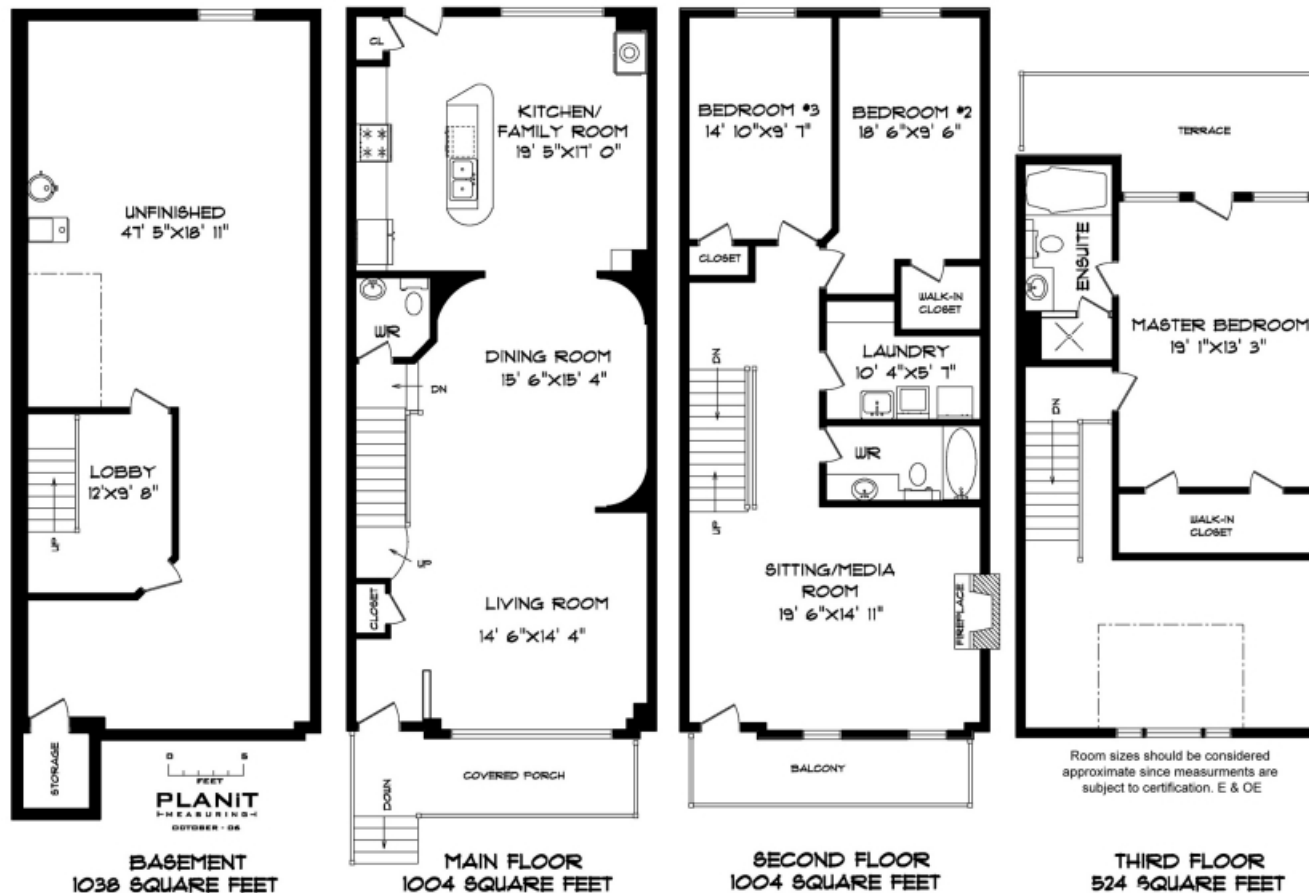 UNFINISHED
47' 5"X18' 11"
LOBBY
12'X9' 8"
UP
STORAGE
0 5
FEET
PLANIT
MEASURING
OCTOBER - 06
BASEMENT
1038 SQUARE FEET
CL
KITCHEN/
FAMILY ROOM
19' 5"X17' 0"
WR
DINING ROOM
15' 6"X15' 4"
DN
UP
CLOSET
LIVING ROOM
14' 6"X14' 4"
COVERED PORCH
DOWN
MAIN FLOOR
1004 SQUARE FEET
BEDROOM #3
14' 10"X9' 7"
BEDROOM #2
18' 6"X9' 6"
CLOSET
WALK-IN
CLOSET
LAUNDRY
10' 4"X5' 7"
DN
WR
UP
SITTING/MEDIA
ROOM
19' 6"X14' 11"
FIREPLACE
BALCONY
SECOND FLOOR
1004 SQUARE FEET
TERRACE
ENSUITE
MASTER BEDROOM
19' 1"X13' 3"
DN
WALK-IN
CLOSET
Room sizes should be considered
approximate since measurments are
subject to certification. E & OE
THIRD FLOOR
524 SQUARE FEET